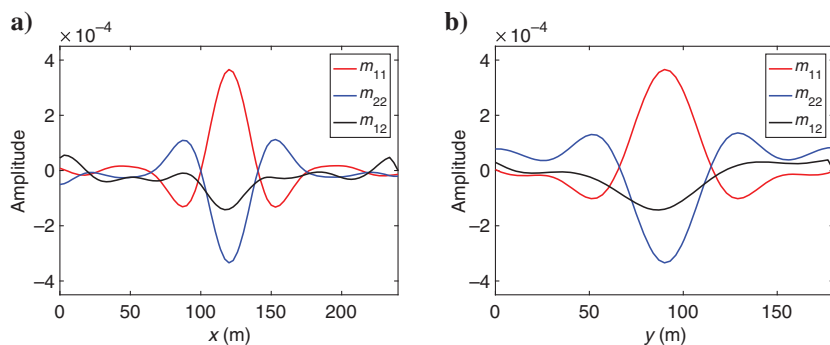 a)
× 10⁻⁴
4
2
0
−2
−4
Amplitude
m₁₁
m₂₂
m₁₂
0 50 100 150 200
x (m)
b)
× 10⁻⁴
4
2
0
−2
−4
Amplitude
m₁₁
m₂₂
m₁₂
0 50 100 150
y (m)